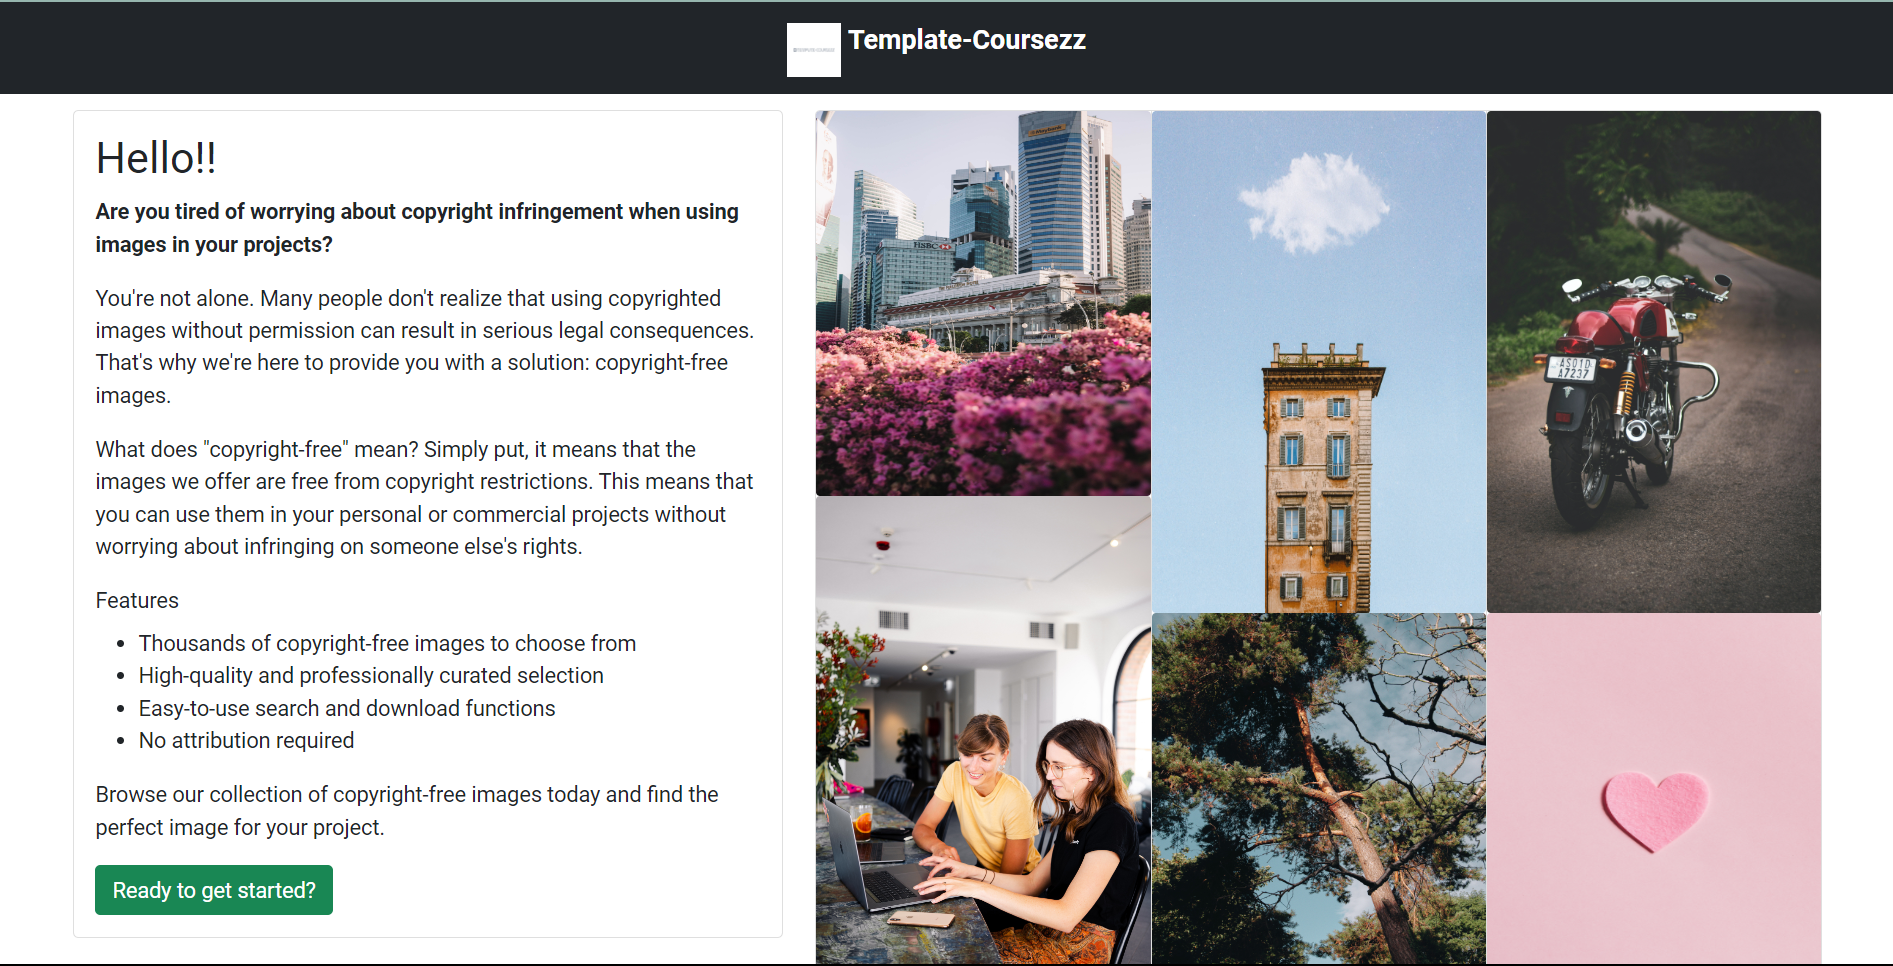 Template-Coursezz
Hello!!
Are you tired of worrying about copyright infringement when using
images in your projects?
You're not alone. Many people don't realize that using copyrighted
images without permission can result in serious legal consequences.
That's why we're here to provide you with a solution: copyright-free
images.
What does "copyright-free" mean? Simply put, it means that the
images we offer are free from copyright restrictions. This means that
you can use them in your personal or commercial projects without
worrying about infringing on someone else's rights.
Features
Thousands of copyright-free images to choose from
High-quality and professionally curated selection
Easy-to-use search and download functions
No attribution required
Browse our collection of copyright-free images today and find the
perfect image for your project.
Ready to get started?
HSBC
AS01D
A7237